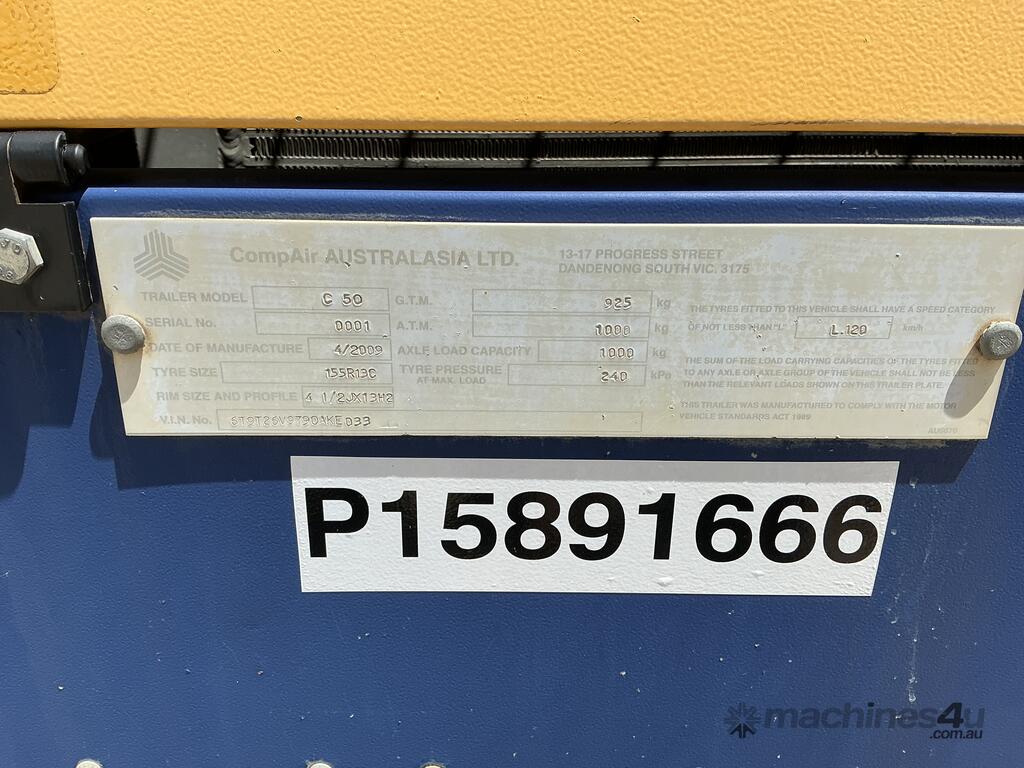 CompAir AUSTRALASIA LTD.
13-17 PROGRESS STREET
DANDENONG SOUTH VIC. 3175
TRAILER MODEL C 50
SERIAL No. 0001
DATE OF MANUFACTURE 4/2009
TYRE SIZE 155R13C
RIM SIZE AND PROFILE 4 1/2JX13H2
V.I.N. No.
G.T.M. 925 kg
A.T.M. 1000 kg
AXLE LOAD CAPACITY 1000 kg
TYRE PRESSURE 240 kPa
AT MAX. LOAD
THE TYRES FITTED TO THIS VEHICLE SHALL HAVE A SPEED CATEGORY
OF NOT LESS THAN "L" L.120 km/h
THE SUM OF THE LOAD CARRYING CAPACITIES OF THE TYRES FITTED
TO ANY AXLE OR AXLE GROUP OF THE VEHICLE SHALL NOT BE LESS
THAN THE RELEVANT LOADS SHOWN ON THIS TRAILER PLATE.
THIS TRAILER WAS MANUFACTURED TO COMPLY WITH THE MOTOR
VEHICLE STANDARDS ACT 1989
P15891666
machines4u
.com.au